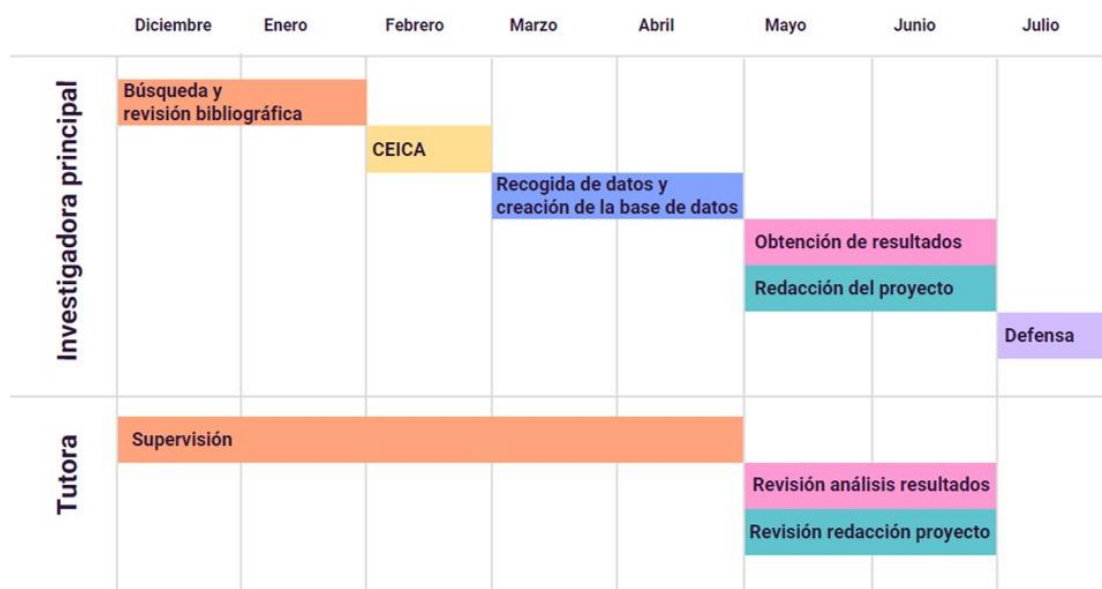 Diciembre Enero Febrero Marzo Abril Mayo Junio Julio
Investigadora principal
Búsqueda y
revisión bibliográfica
CEICA
Recogida de datos y
creación de la base de datos
Obtención de resultados
Redacción del proyecto
Defensa
Tutora
Supervisión
Revisión análisis resultados
Revisión redacción proyecto